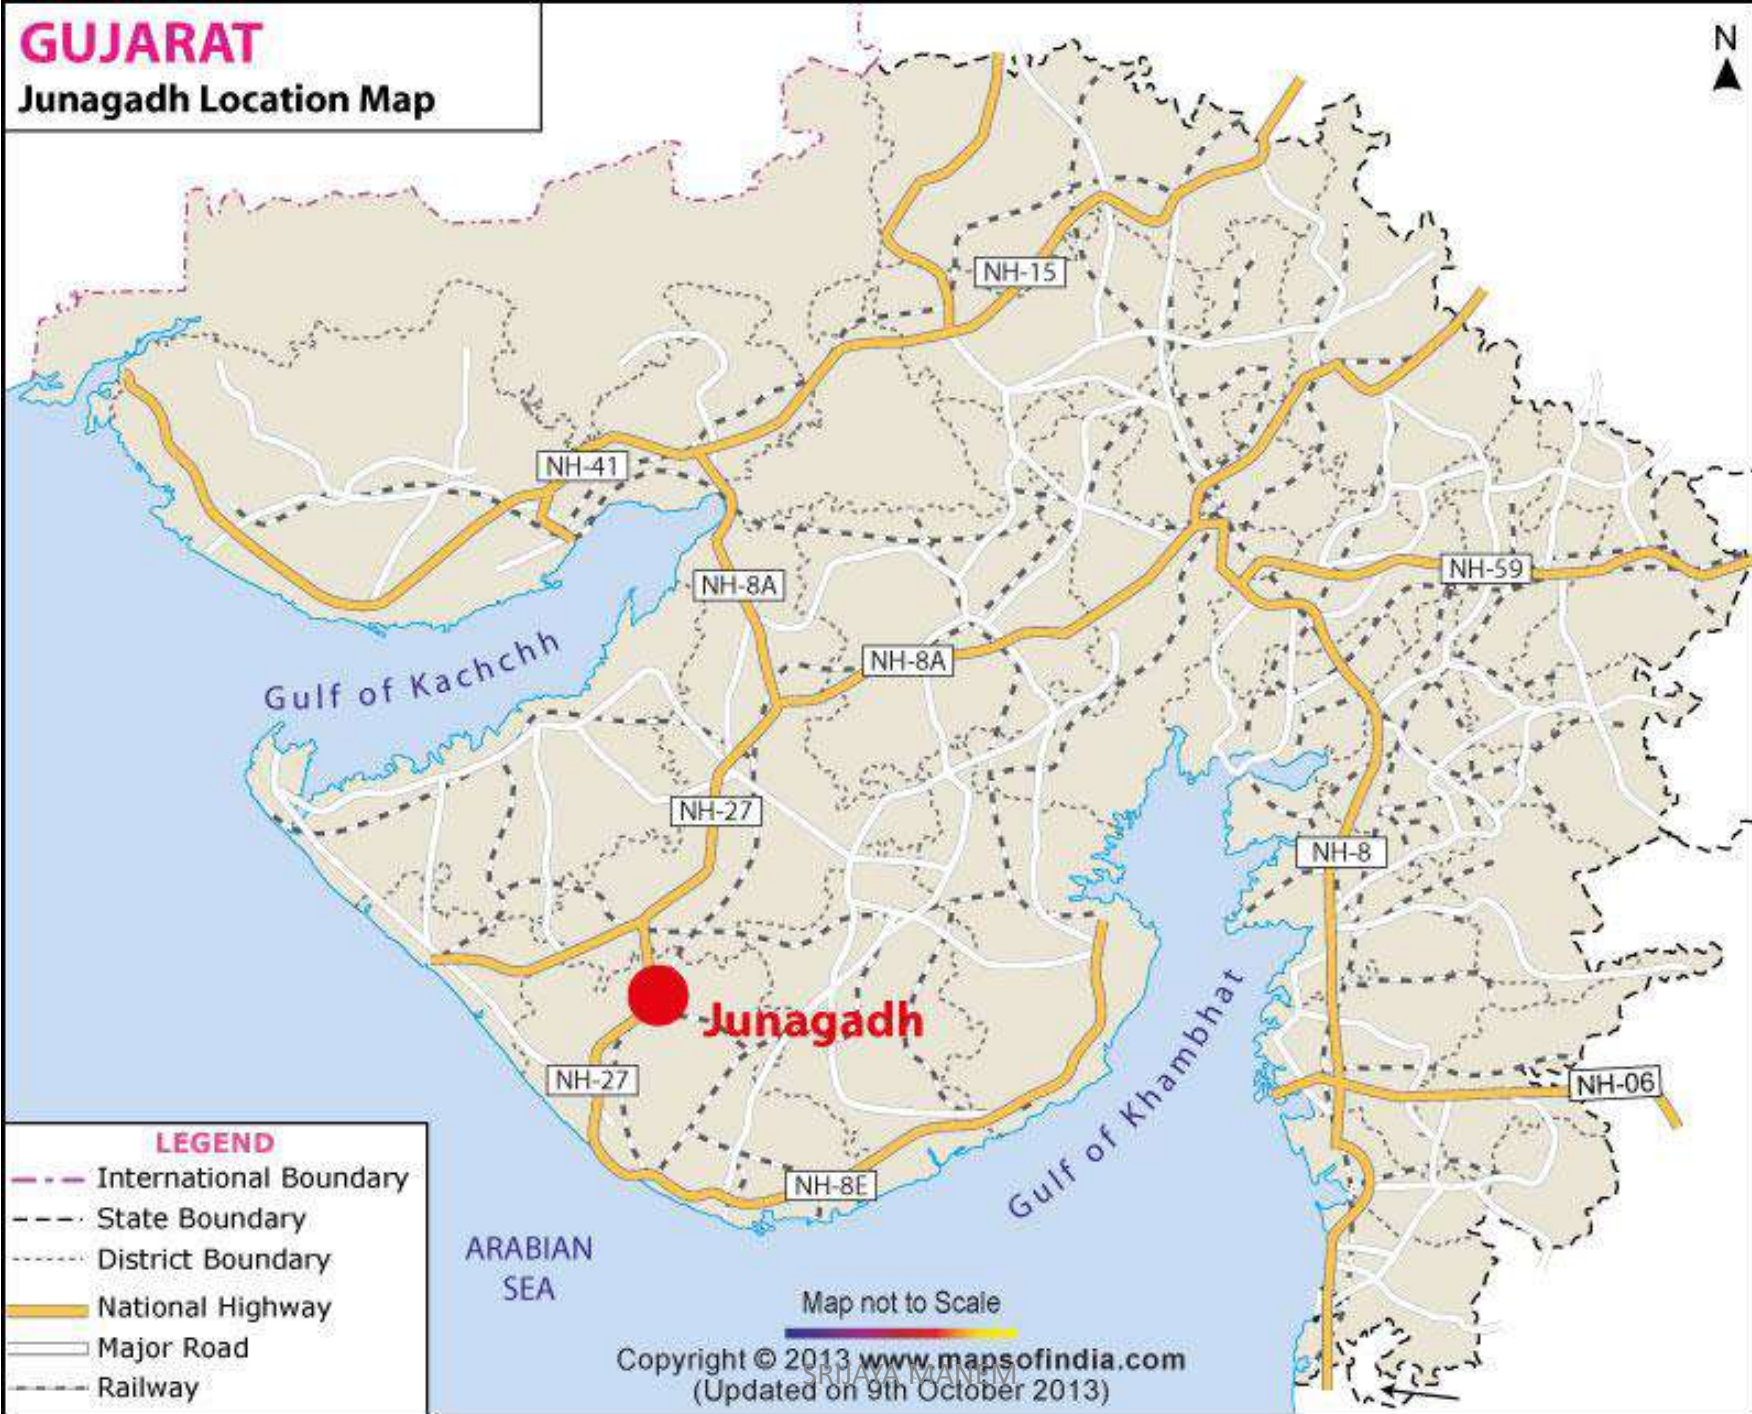 GUJARAT
Junagadh Location Map
N
NH-15
NH-41
NH-8A
NH-59
NH-8A
Gulf of Kachchh
NH-27
NH-8
Junagadh
Gulf of Khambhat
NH-27
NH-06
NH-8E
LEGEND
International Boundary
State Boundary
District Boundary
National Highway
Major Road
Railway
ARABIAN
SEA
Map not to Scale
Copyright © 2013 www.mapsofindia.com
SRIJAYA MANEM
(Updated on 9th October 2013)